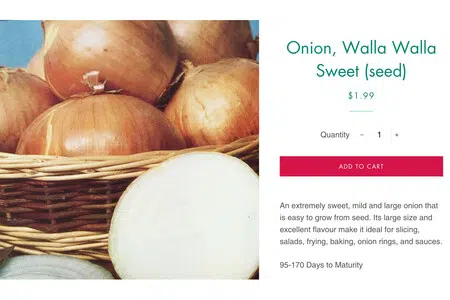 Onion, Walla Walla
Sweet (seed)
$1.99
Quantity − 1 +
ADD TO CART
An extremely sweet, mild and large onion that
is easy to grow from seed. Its large size and
excellent flavour make it ideal for slicing,
salads, frying, baking, onion rings, and sauces.
95-170 Days to Maturity